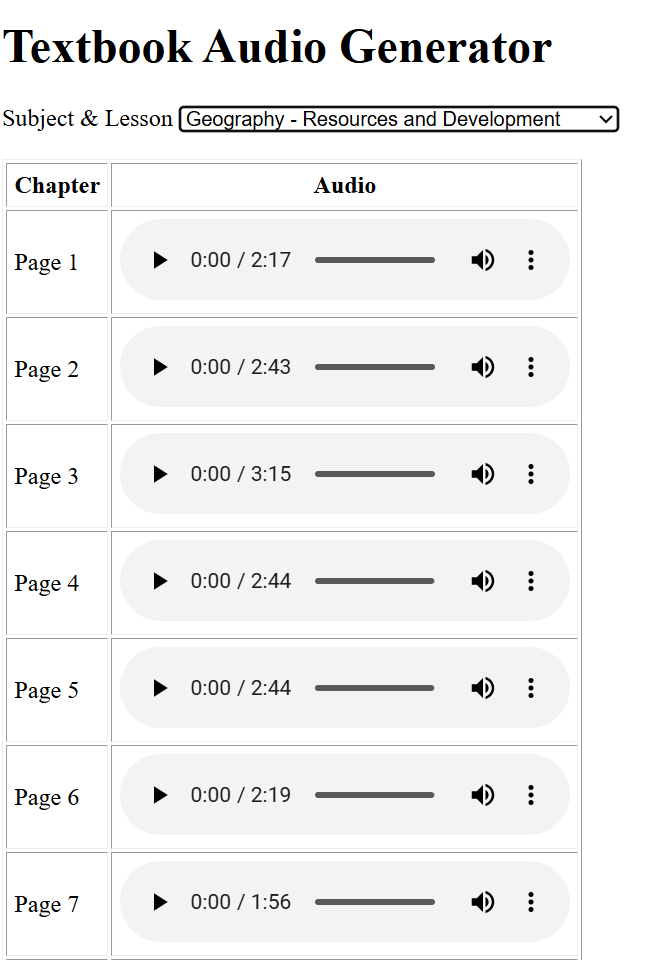 Textbook Audio Generator
Subject & Lesson Geography - Resources and Development
Chapter Audio
Page 1 0:00 / 2:17
Page 2 0:00 / 2:43
Page 3 0:00 / 3:15
Page 4 0:00 / 2:44
Page 5 0:00 / 2:44
Page 6 0:00 / 2:19
Page 7 0:00 / 1:56